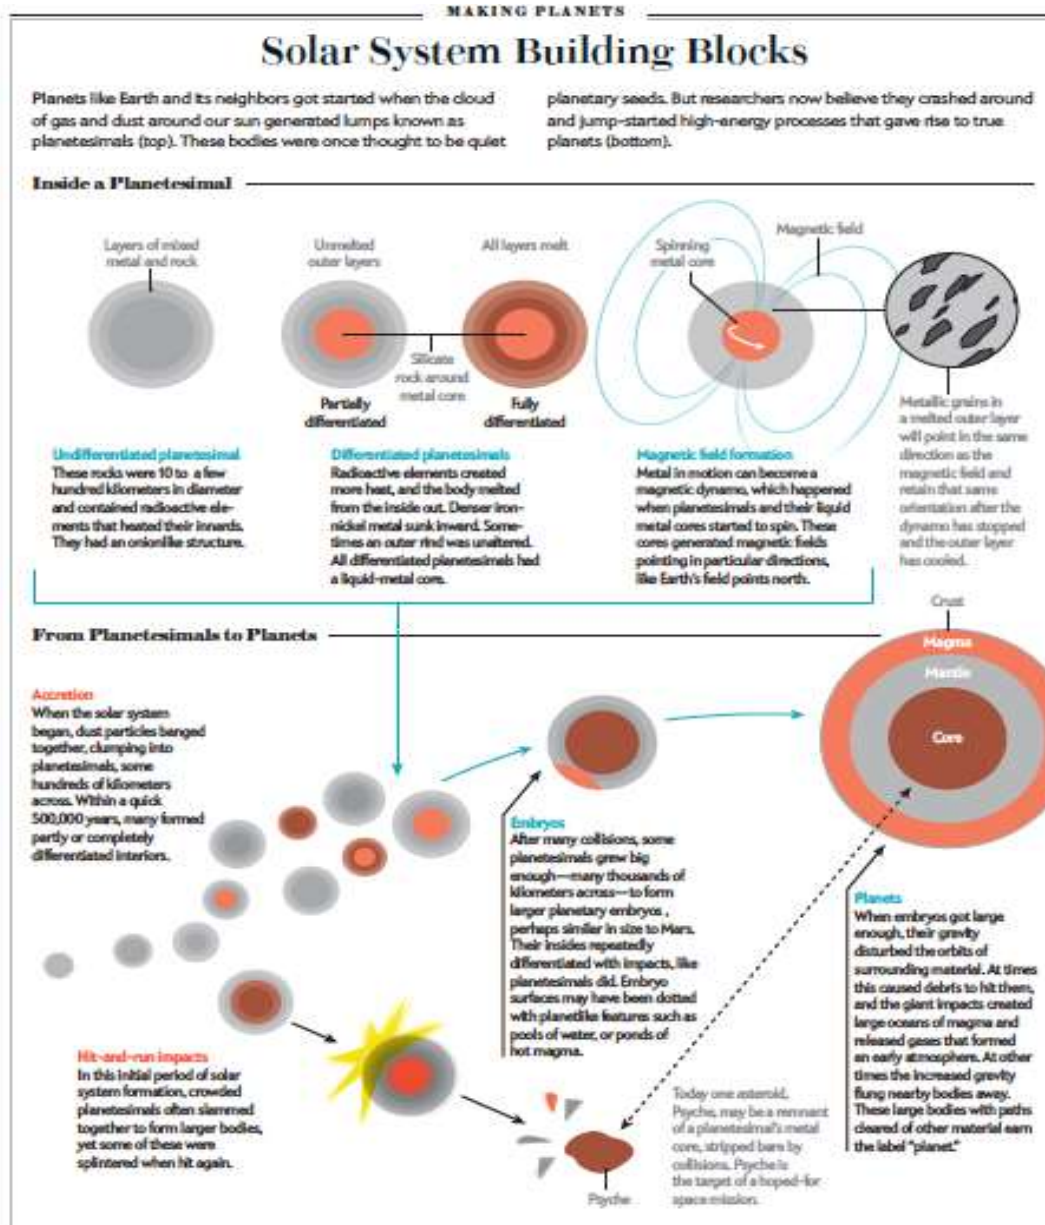 MAKING PLANETS
Solar System Building Blocks
Planets like Earth and its neighbors got started when the cloud
of gas and dust around our sun generated lumps known as
planetesimals (top). These bodies were once thought to be quiet
planetary seeds. But researchers now believe they crashed around
and jump-started high-energy processes that gave rise to true
planets (bottom).
Inside a Planetesimal
Layers of mixed
metal and rock
Unmelted
outer layers
All layers melt
Silicate
rock around
metal core
Partially
differentiated
Fully
differentiated
Spinning
metal core
Magnetic field
Metallic grains in
a melted outer layer
will point in the same
direction as the
magnetic field and
retain that same
orientation after the
dynamo has stopped
and the outer layer
has cooled.
Undifferentiated planetesimal
These rocks were 10 to a few
hundred kilometers in diameter
and contained radioactive ele-
ments that heated their innards.
They had an onionlike structure.
Differentiated planetesimals
Radioactive elements created
more heat, and the body melted
from the inside out. Denser iron-
nickel metal sunk inward. Some-
times an outer rind was unaltered.
All differentiated planetesimals had
a liquid-metal core.
Magnetic field formation
Metal in motion can become a
magnetic dynamo, which happened
when planetesimals and their liquid
metal cores started to spin. These
cores generated magnetic fields
pointing in particular directions,
like Earth's field points north.
From Planetesimals to Planets
Accretion
When the solar system
began, dust particles banged
together, clumping into
planetesimals, some
hundreds of kilometers
across. Within a quick
500,000 years, many formed
partly or completely
differentiated interiors.
Hit-and-run impacts
In this initial period of solar
system formation, crowded
planetesimals often slammed
together to form larger bodies,
yet some of these were
splintered when hit again.
Embryos
After many collisions, some
planetesimals grew big
enough—many thousands of
kilometers across—to form
larger planetary embryos ,
perhaps similar in size to Mars.
Their insides repeatedly
differentiated with impacts, like
planetesimals did. Embryo
surfaces may have been dotted
with planetlike features such as
pools of water, or ponds of
hot magma.
Crust
Magma
Mantle
Core
Planets
When embryos got large
enough, their gravity
disturbed the orbits of
surrounding material. At times
this caused debris to hit them,
and the giant impacts created
large oceans of magma and
released gases that formed
an early atmosphere. At other
times the increased gravity
flung nearby bodies away.
These large bodies with paths
cleared of other material earn
the label "planet."
Psyche
Today one asteroid,
Psyche, may be a remnant
of a planetesimal's metal
core, stripped bare by
collisions. Psyche is
the target of a hoped-for
space mission.